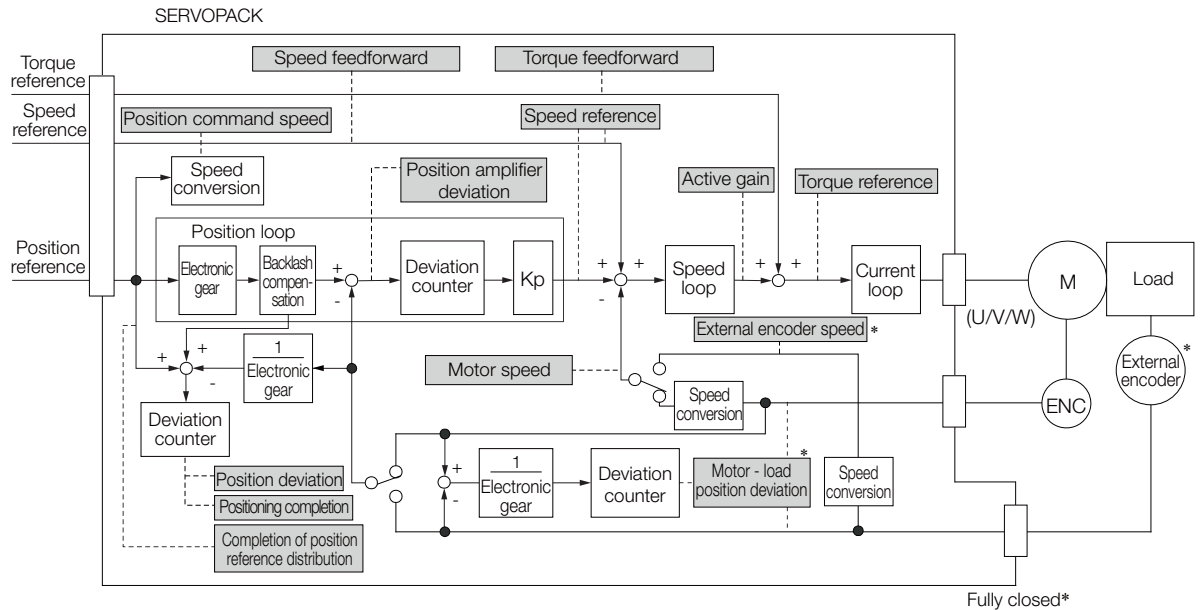 SERVOPACK
Torque
reference
Speed feedforward
Torque feedforward
Speed
reference
Position command speed
Speed reference
Speed
conversion
Position amplifier
deviation
Active gain
Torque reference
Position
reference
Position loop
Electronic
gear
Backlash
compen-
sation
+
-
Deviation
counter
Kp
+
+
-
Speed
loop
+
+
Current
loop
(U/V/W)
M
Load
External encoder speed *
External
encoder
*
+
+
-
1
Electronic
gear
Motor speed
Speed
conversion
ENC
Deviation
counter
Position deviation
Positioning completion
Completion of position
reference distribution
+
-
1
Electronic
gear
Deviation
counter
*
Motor - load
position deviation
Speed
conversion
Fully closed*